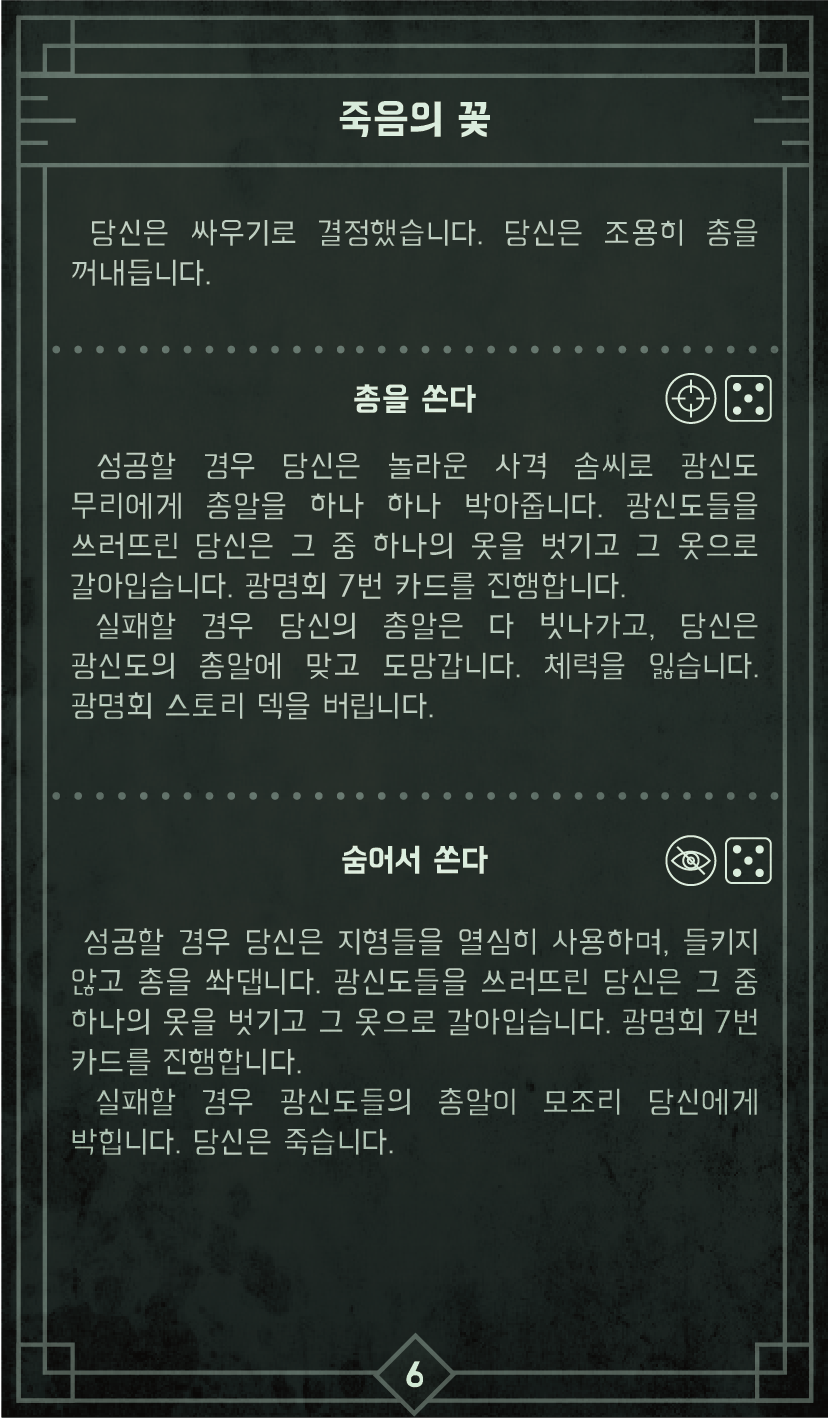 죽음의 꽃
당신은 싸우기로 결정했습니다. 당신은 조용히 총을
꺼내듭니다.
총을 쏜다
성공할 경우 당신은 놀라운 사격 솜씨로 광신도
무리에게 총알을 하나 하나 박아줍니다. 광신도들을
쓰러뜨린 당신은 그 중 하나의 옷을 벗기고 그 옷으로
갈아입습니다. 광명회 7번 카드를 진행합니다.
실패할 경우 당신의 총알은 다 빗나가고, 당신은
광신도의 총알에 맞고 도망갑니다. 체력을 잃습니다.
광명회 스토리 덱을 버립니다.
숨어서 쏜다
성공할 경우 당신은 지형들을 열심히 사용하며, 들키지
않고 총을 쏴댑니다. 광신도들을 쓰러뜨린 당신은 그 중
하나의 옷을 벗기고 그 옷으로 갈아입습니다. 광명회 7번
카드를 진행합니다.
실패할 경우 광신도들의 총알이 모조리 당신에게
박힙니다. 당신은 죽습니다.
6